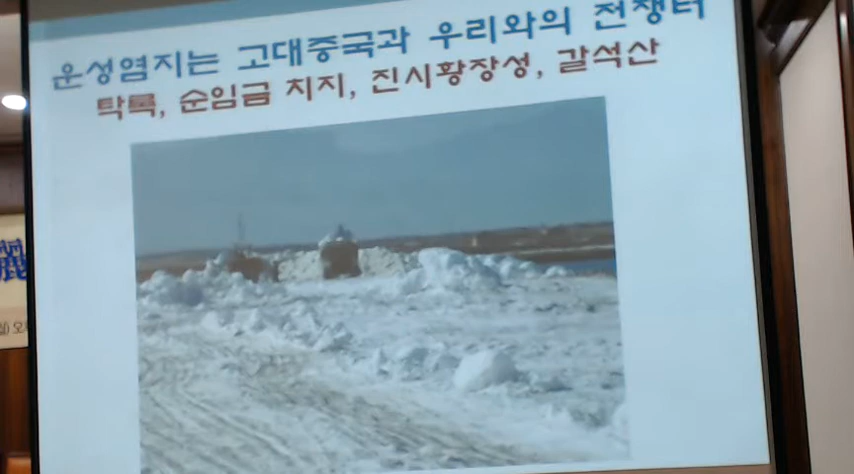 운성염지는 고대중국과 우리와의 전쟁터
탁록, 순임금 치지, 진시황장성, 갈석산